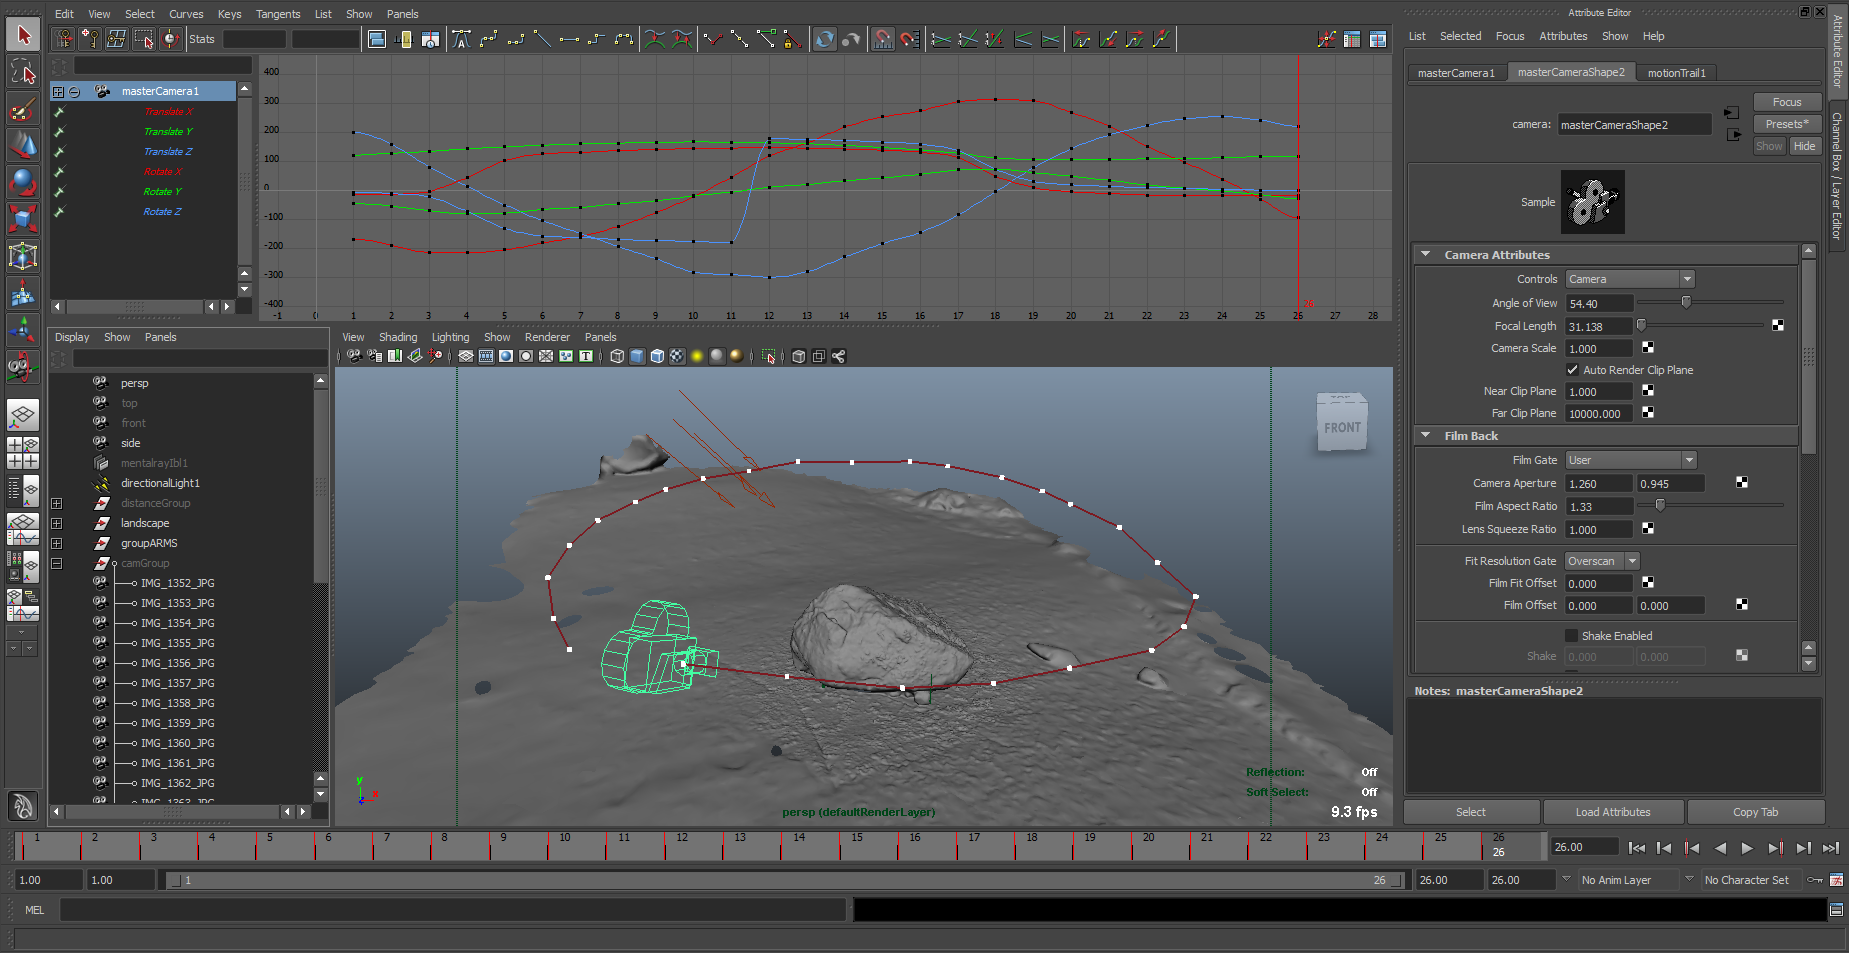 Edit View Select Curves Keys Tangents List Show Panels
Attribute Editor
Stats
List Selected Focus Attributes Show Help
masterCamera1 masterCameraShape2 motionTrail1
masterCamera1
Translate X
Translate Y
Translate Z
Rotate X
Rotate Y
Rotate Z
400
300
200
100
0
-100
-200
-300
-400
26
-1 0 1 2 3 4 5 6 7 8 9 10 11 12 13 14 15 16 17 18 19 20 21 22 23 24 25 26 27 28
camera: masterCameraShape2
Focus
Presets*
Show Hide
Sample
Camera Attributes
Controls Camera
Angle of View 54.40
Focal Length 31.138
Camera Scale 1.000
Auto Render Clip Plane
Near Clip Plane 1.000
Far Clip Plane 10000.000
Film Back
Film Gate User
Camera Aperture 1.260 0.945
Film Aspect Ratio 1.33
Lens Squeeze Ratio 1.000
Fit Resolution Gate Overscan
Film Fit Offset 0.000
Film Offset 0.000 0.000
Shake Enabled
Shake 0.000 0.000
Notes: masterCameraShape2
Select Load Attributes Copy Tab
Attribute Editor
Channel Box / Layer Editor
Display Show Panels
persp
top
front
side
mentalrayIbl1
directionalLight1
distanceGroup
landscape
groupARMS
camGroup
IMG_1352_JPG
IMG_1353_JPG
IMG_1354_JPG
IMG_1355_JPG
IMG_1356_JPG
IMG_1357_JPG
IMG_1358_JPG
IMG_1359_JPG
IMG_1360_JPG
IMG_1361_JPG
IMG_1362_JPG
IMG_1363_JPG
View Shading Lighting Show Renderer Panels
TOP
FRONT
y
x
Reflection: Off
Soft Select: Off
9.3 fps
persp (defaultRenderLayer)
1 2 3 4 5 6 7 8 9 10 11 12 13 14 15 16 17 18 19 20 21 22 23 24 25 26
26
26.00
1.00 1.00 1 26 26.00 26.00 No Anim Layer No Character Set
MEL